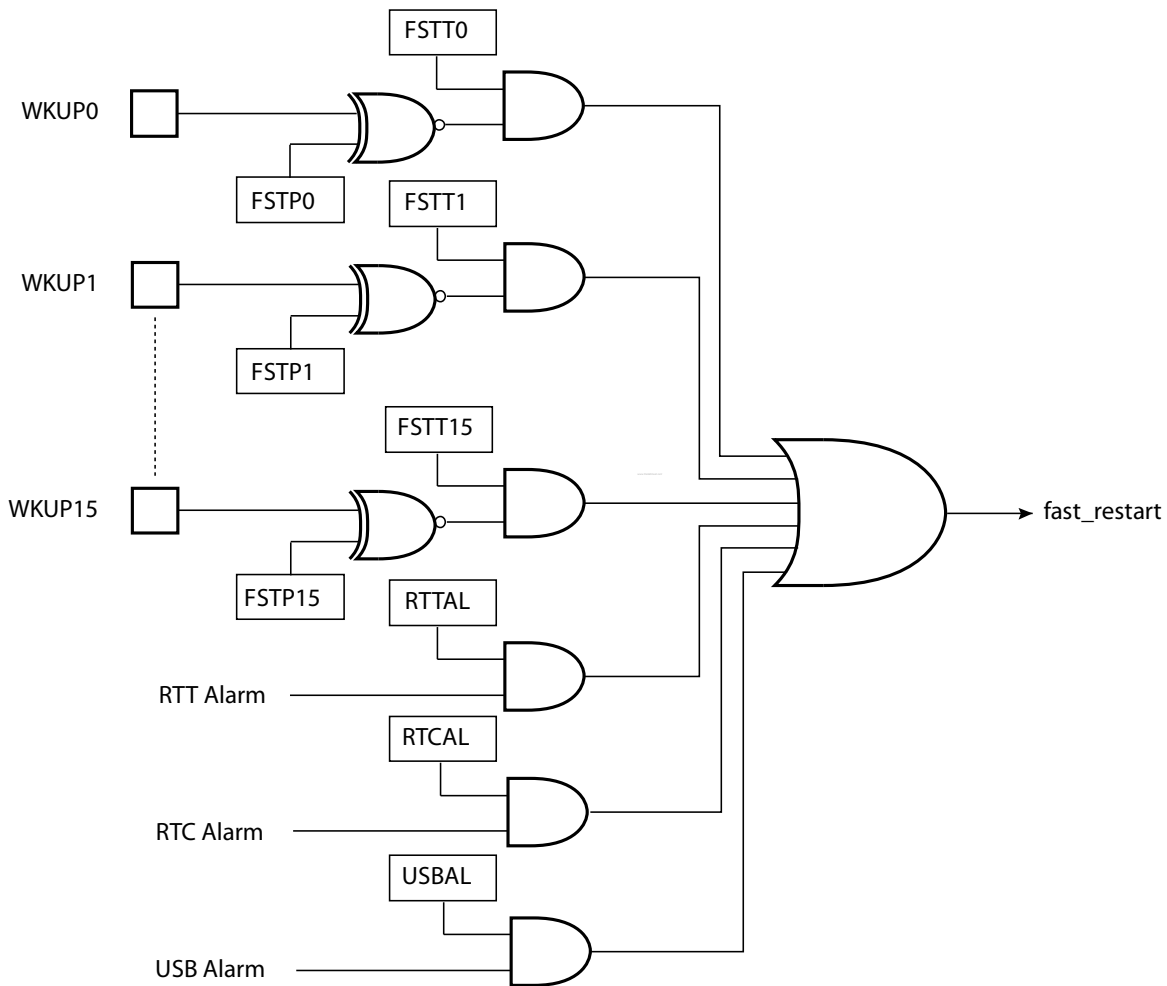 FSTT0
WKUP0
FSTP0
FSTT1
WKUP1
FSTP1
FSTT15
WKUP15
fast_restart
FSTP15
RTTAL
RTT Alarm
RTCAL
RTC Alarm
USBAL
USB Alarm